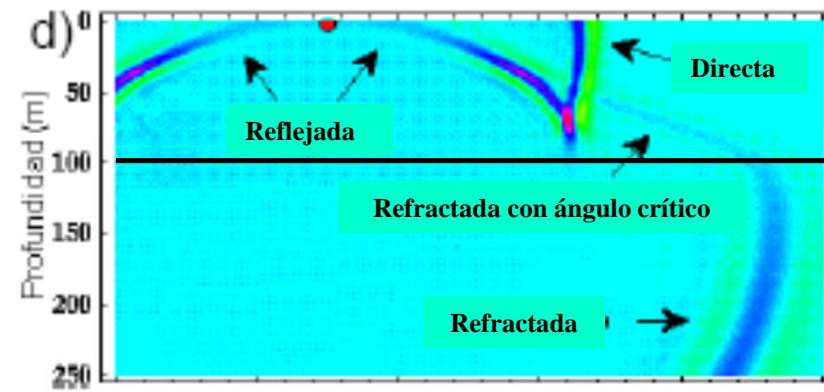 d)
0
Directa
50
Reflejada
100
Refractada con ángulo crítico
150
200
Refractada
250
Profundidad (m)